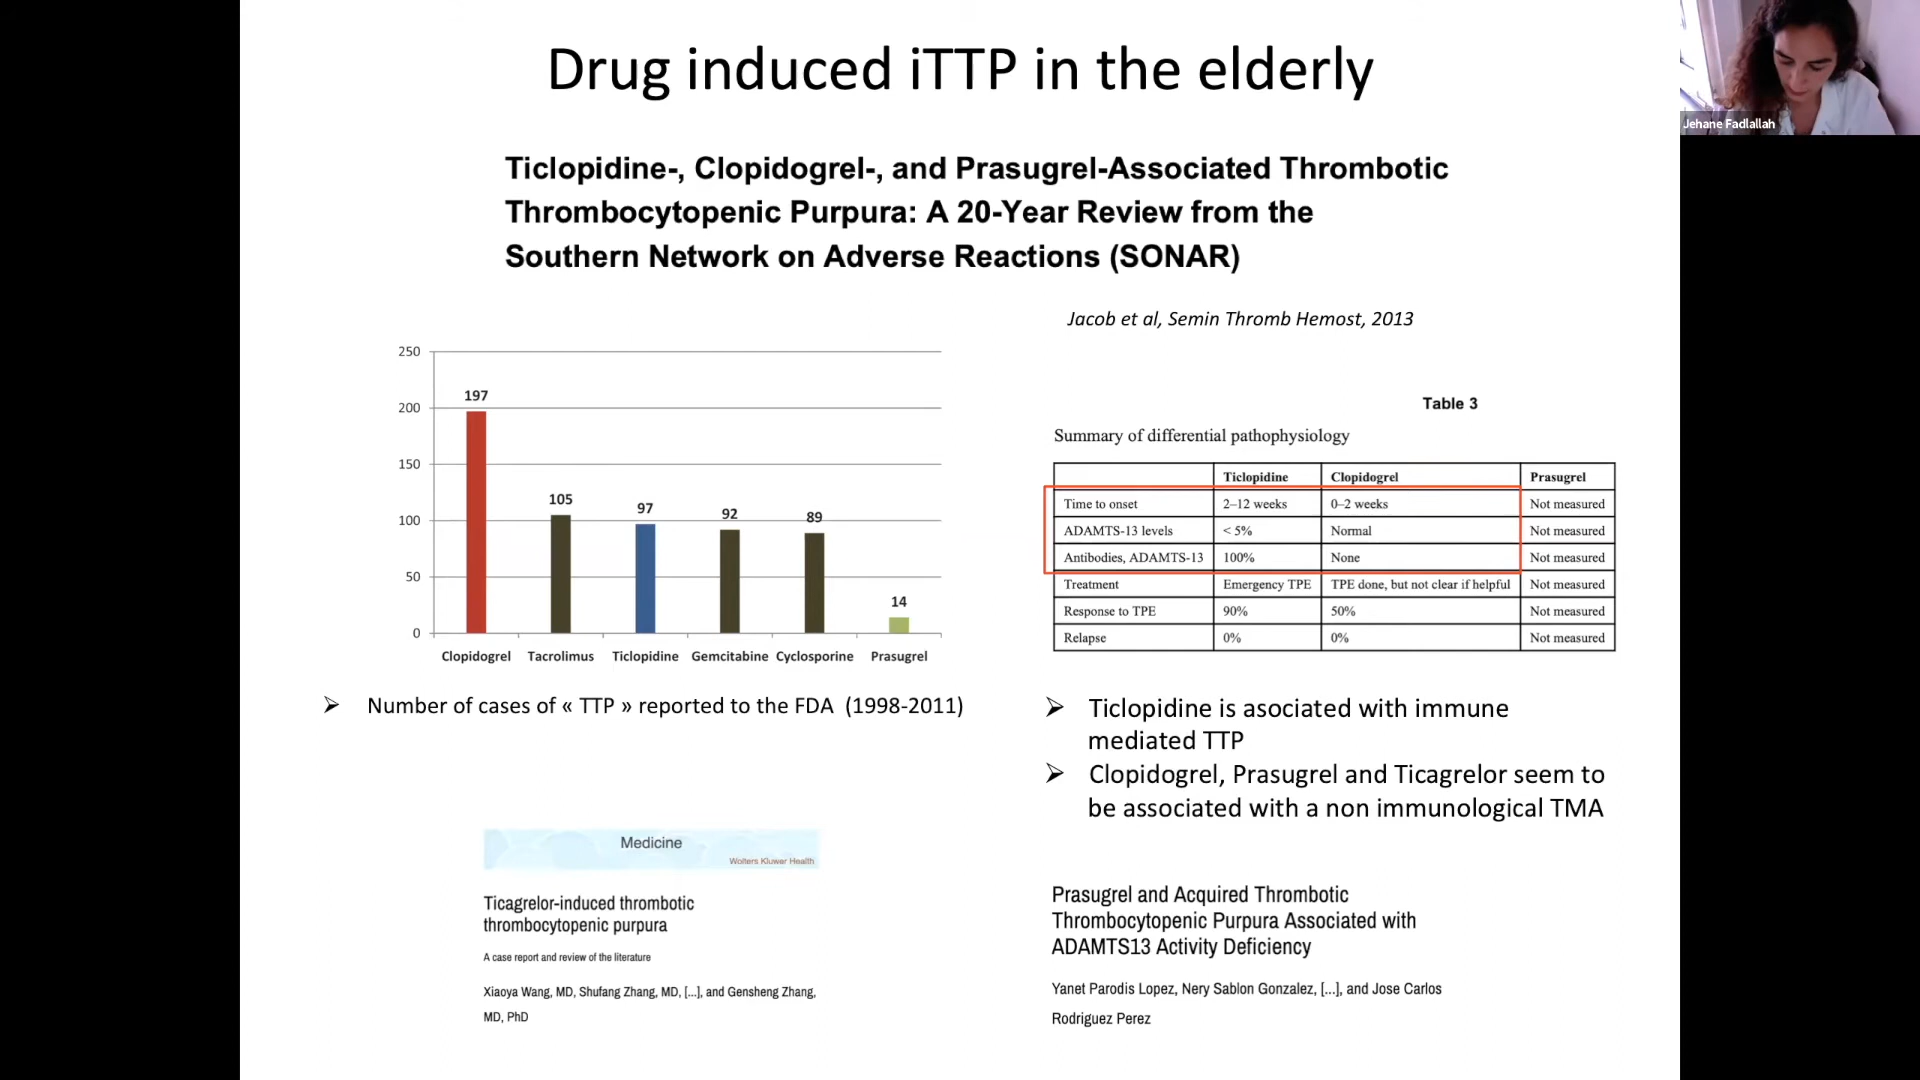 Drug induced iTTP in the elderly
Jehane Fadlallah
Ticlopidine-, Clopidogrel-, and Prasugrel-Associated Thrombotic
Thrombocytopenic Purpura: A 20-Year Review from the
Southern Network on Adverse Reactions (SONAR)
Jacob et al, Semin Thromb Hemost, 2013
250
200
150
100
50
0
197
105
97
92
89
14
Clopidogrel Tacrolimus Ticlopidine Gemcitabine Cyclosporine Prasugrel
➢ Number of cases of « TTP » reported to the FDA (1998-2011)
Table 3
Summary of differential pathophysiology
Ticlopidine Clopidogrel Prasugrel
Time to onset 2–12 weeks 0–2 weeks Not measured
ADAMTS-13 levels < 5% Normal Not measured
Antibodies, ADAMTS-13 100% None Not measured
Treatment Emergency TPE TPE done, but not clear if helpful Not measured
Response to TPE 90% 50% Not measured
Relapse 0% 0% Not measured
➢ Ticlopidine is asociated with immune
mediated TTP
➢ Clopidogrel, Prasugrel and Ticagrelor seem to
be associated with a non immunological TMA
Medicine
Wolters Kluwer Health
Ticagrelor-induced thrombotic
thrombocytopenic purpura
A case report and review of the literature
Xiaoya Wang, MD, Shufang Zhang, MD, [...], and Gensheng Zhang,
MD, PhD
Prasugrel and Acquired Thrombotic
Thrombocytopenic Purpura Associated with
ADAMTS13 Activity Deficiency
Yanet Parodis Lopez, Nery Sablon Gonzalez, [...], and Jose Carlos
Rodriguez Perez